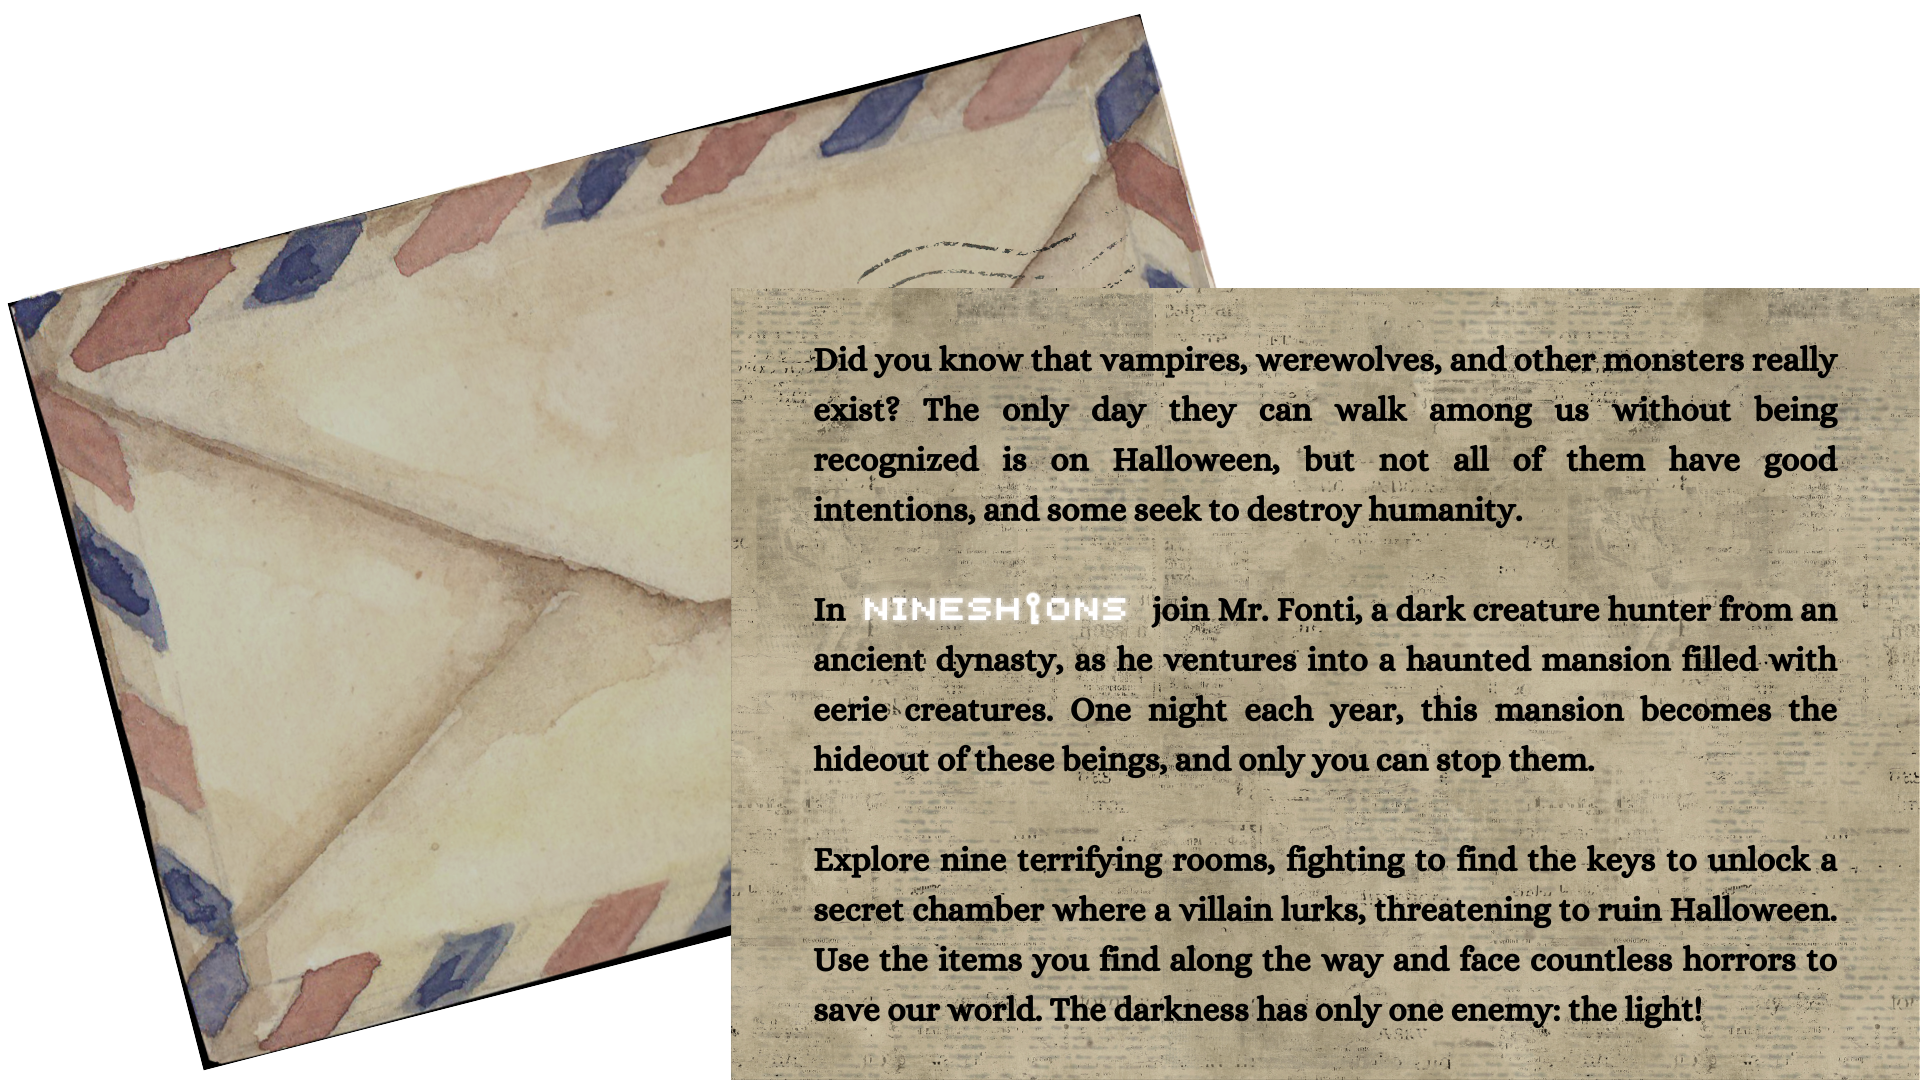 Did you know that vampires, werewolves, and other monsters really
exist? The only day they can walk among us without being
recognized is on Halloween, but not all of them have good
intentions, and some seek to destroy humanity.
In NINESHIONS join Mr. Fonti, a dark creature hunter from an
ancient dynasty, as he ventures into a haunted mansion filled with
eerie creatures. One night each year, this mansion becomes the
hideout of these beings, and only you can stop them.
Explore nine terrifying rooms, fighting to find the keys to unlock a
secret chamber where a villain lurks, threatening to ruin Halloween.
Use the items you find along the way and face countless horrors to
save our world. The darkness has only one enemy: the light!